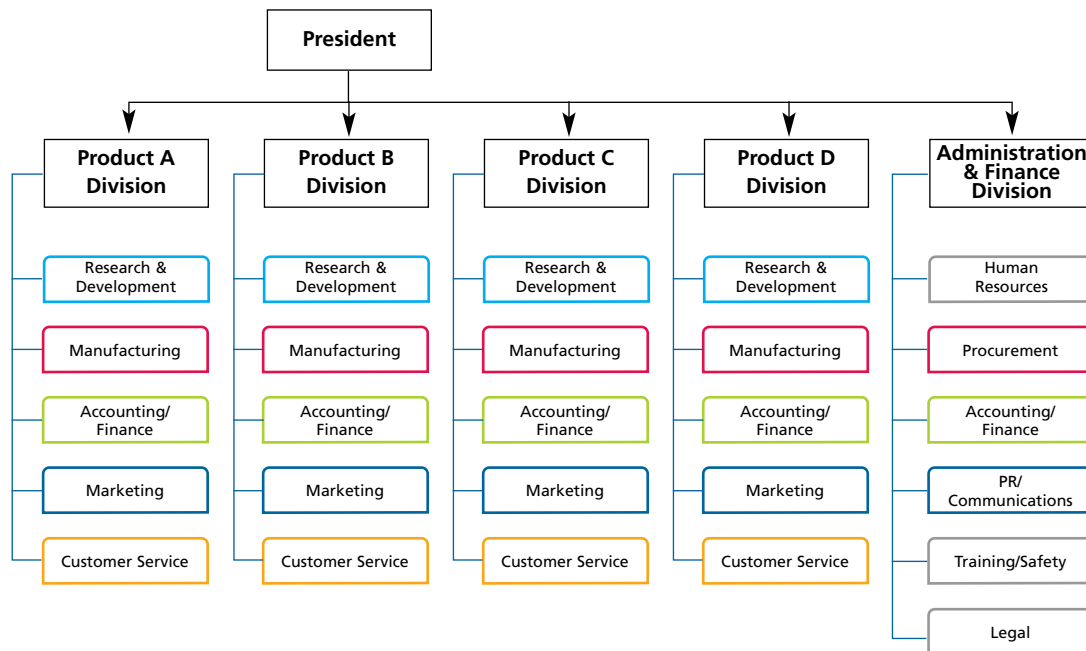 President
Product A
Division
Product B
Division
Product C
Division
Product D
Division
Administration
& Finance
Division
Research &
Development
Research &
Development
Research &
Development
Research &
Development
Human
Resources
Manufacturing
Manufacturing
Manufacturing
Manufacturing
Procurement
Accounting/
Finance
Accounting/
Finance
Accounting/
Finance
Accounting/
Finance
Accounting/
Finance
Marketing
Marketing
Marketing
Marketing
PR/
Communications
Customer Service
Customer Service
Customer Service
Customer Service
Training/Safety
Legal